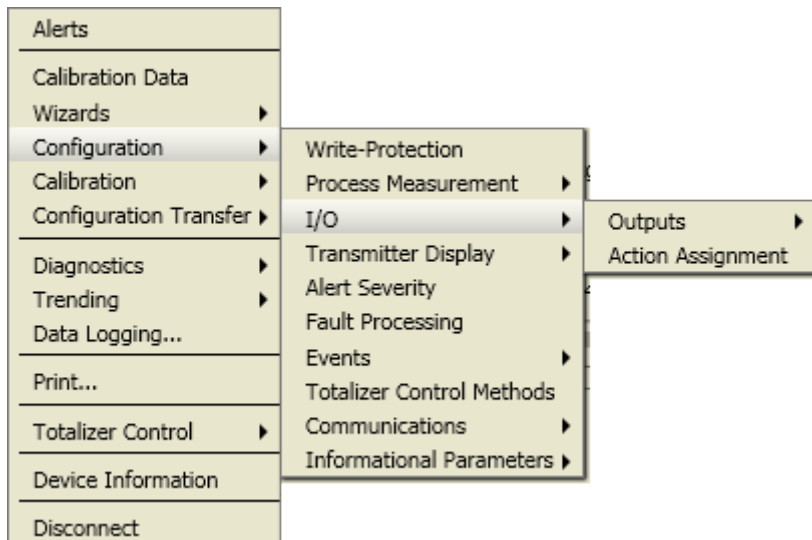 Alerts
Calibration Data
Wizards
Configuration
Calibration
Configuration Transfer
Diagnostics
Trending
Data Logging...
Print...
Totalizer Control
Device Information
Disconnect
Write-Protection
Process Measurement
I/O
Transmitter Display
Alert Severity
Fault Processing
Events
Totalizer Control Methods
Communications
Informational Parameters
Outputs
Action Assignment